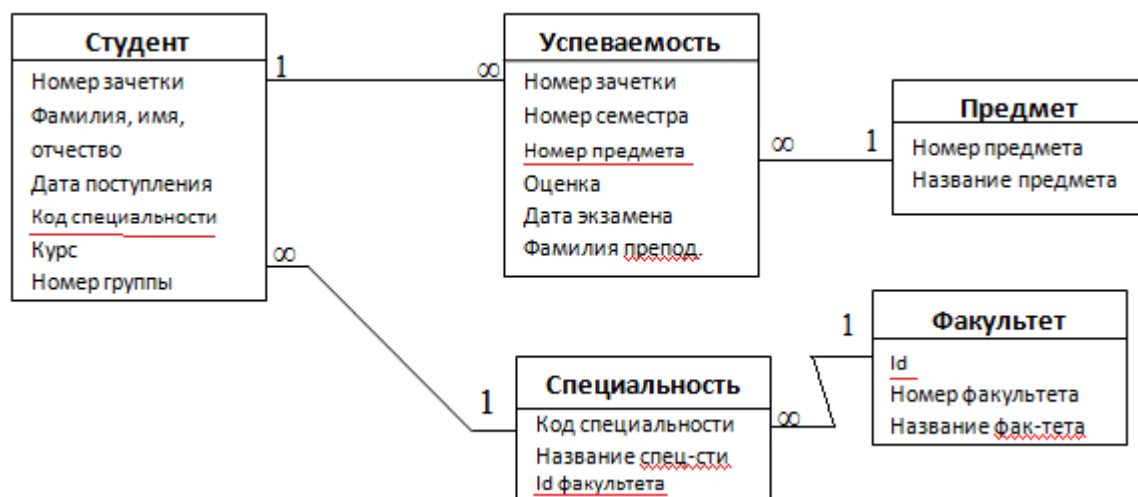 Студент
1
Номер зачетки
Фамилия, имя,
отчество
Дата поступления
Код специальности
Курс
Номер группы
∞
∞
Успеваемость
Номер зачетки
Номер семестра
Номер предмета
Оценка
Дата экзамена
Фамилия препод.
∞
1
Предмет
Номер предмета
Название предмета
1
Специальность
Код специальности
Название спец-сти
Id факультета
∞
1
Факультет
Id
Номер факультета
Название фак-тета